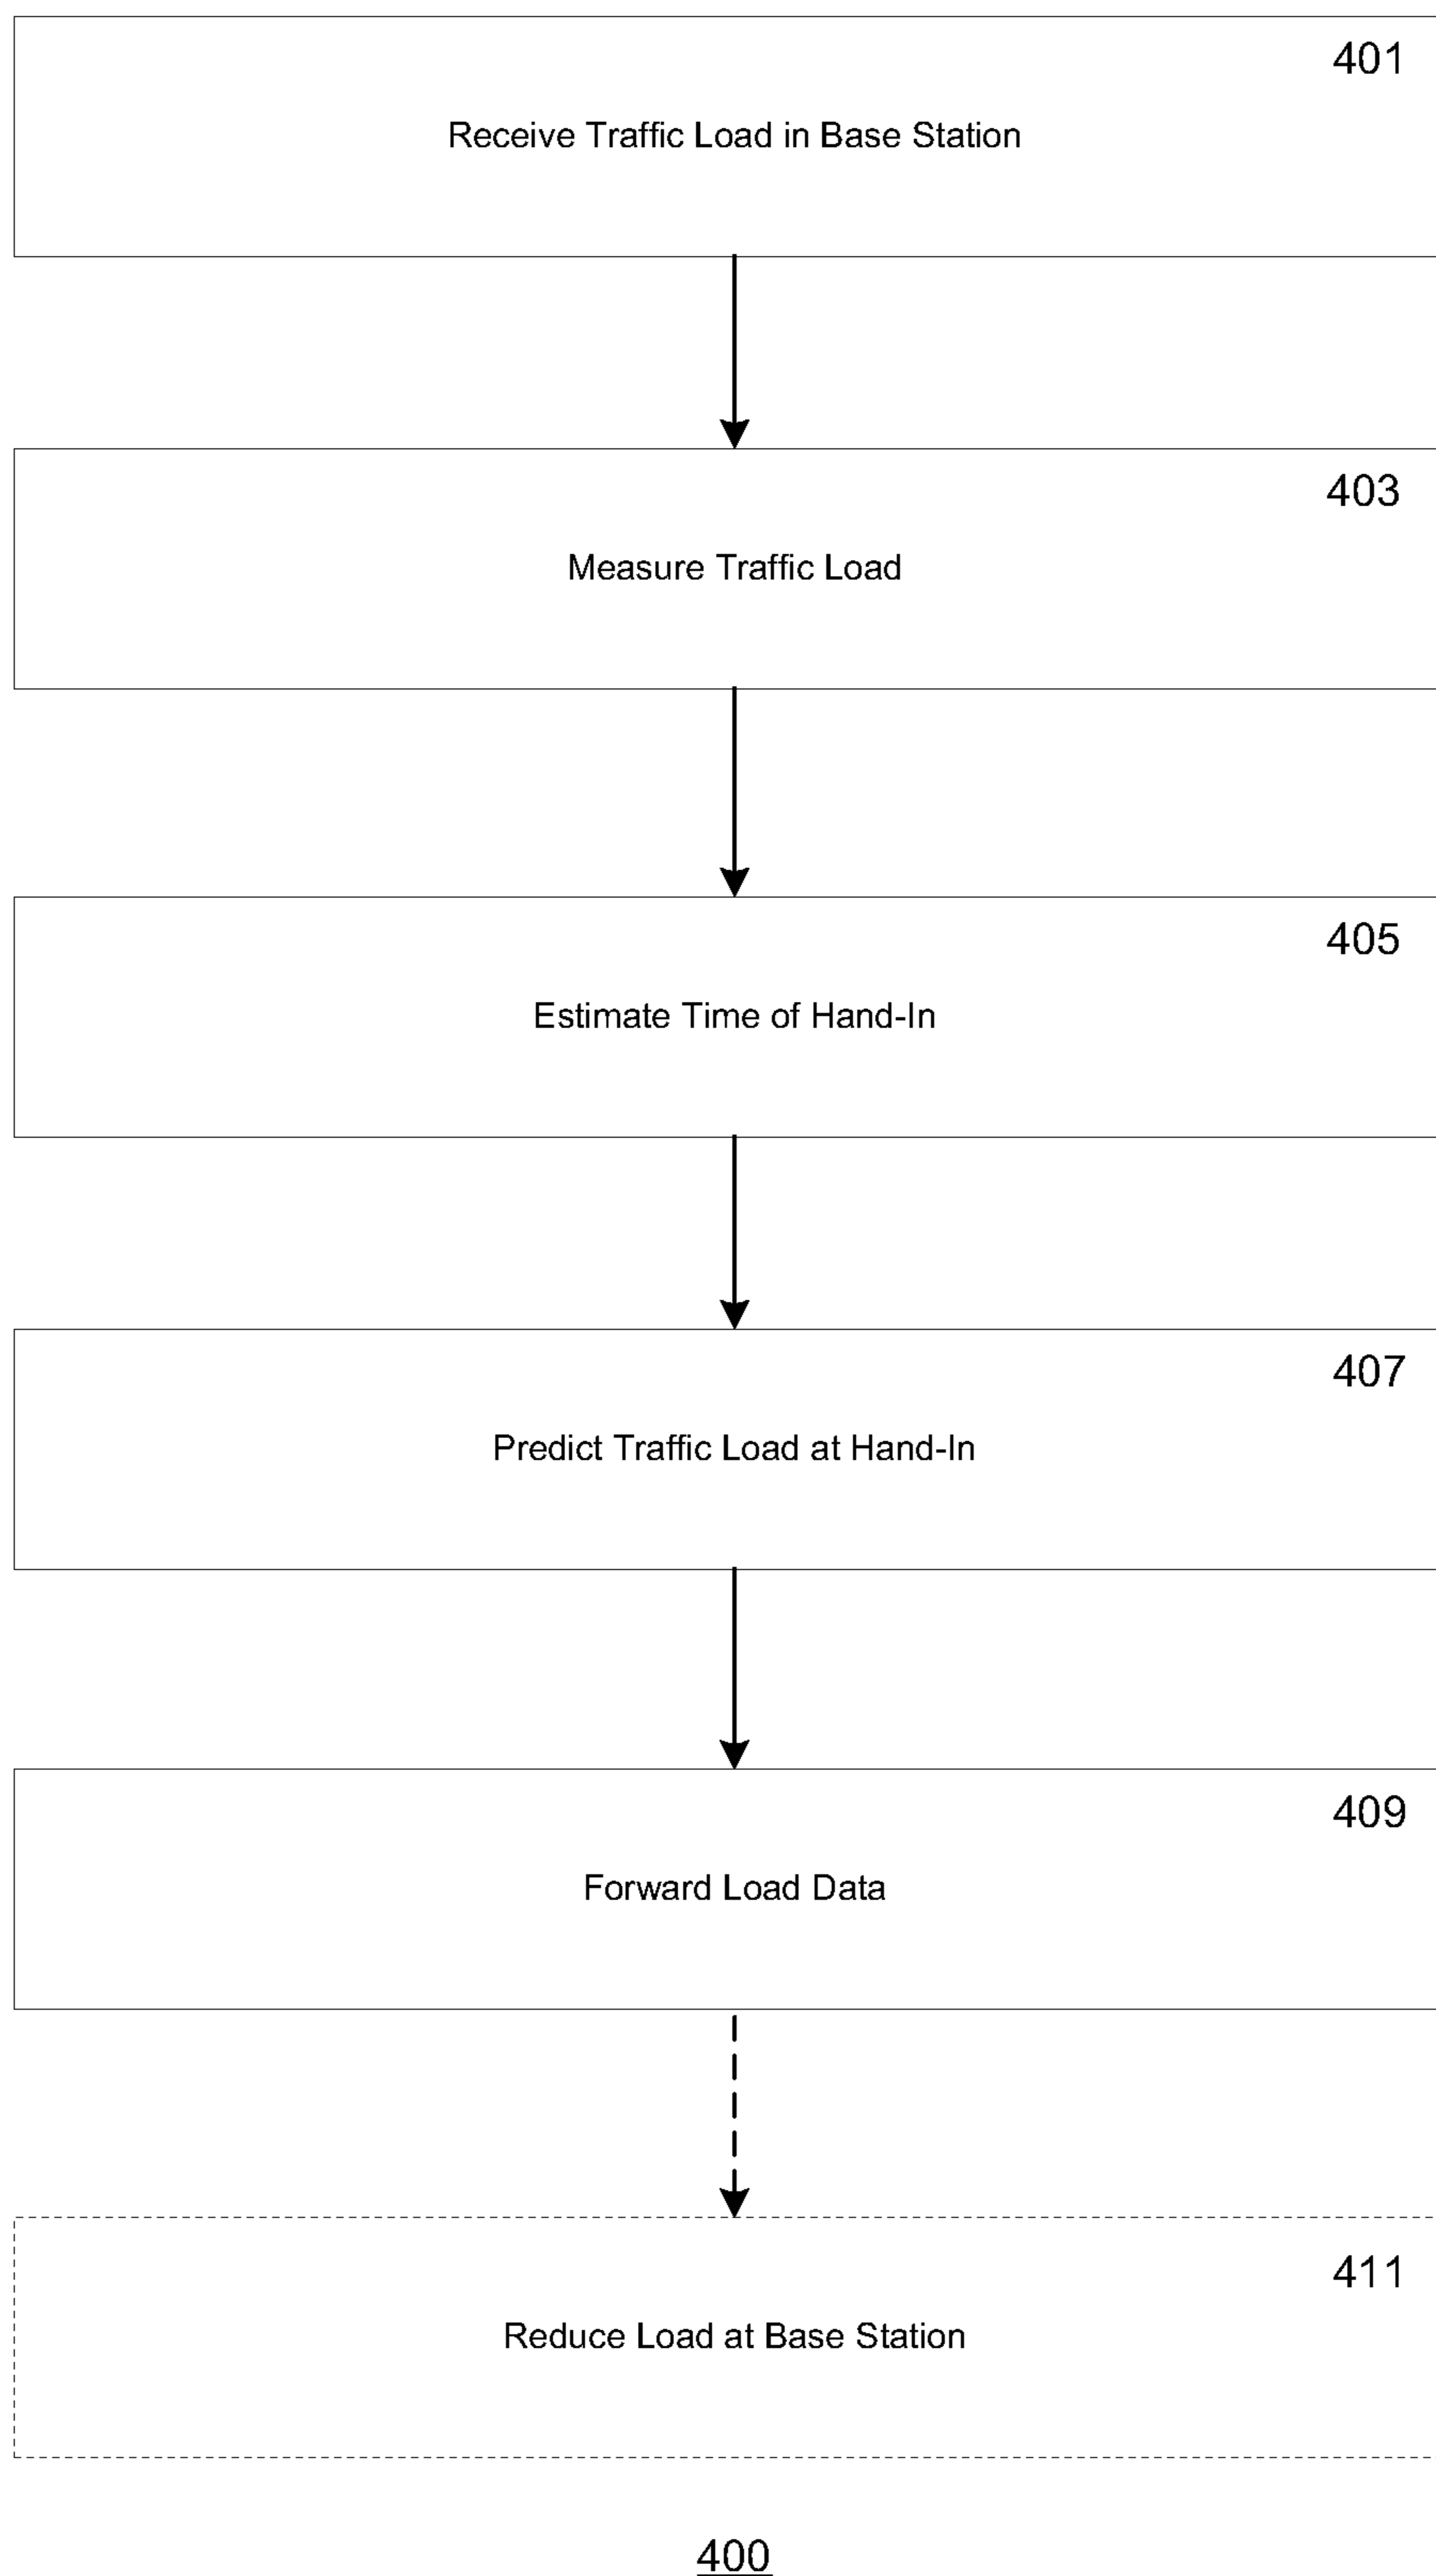 401
Receive Traffic Load in Base Station
403
Measure Traffic Load
405
Estimate Time of Hand-In
407
Predict Traffic Load at Hand-In
409
Forward Load Data
411
Reduce Load at Base Station
400